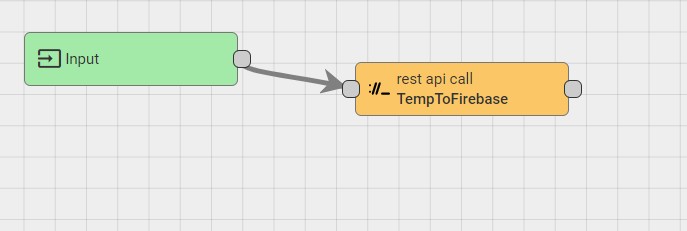 Input
rest api call
TempToFirebase